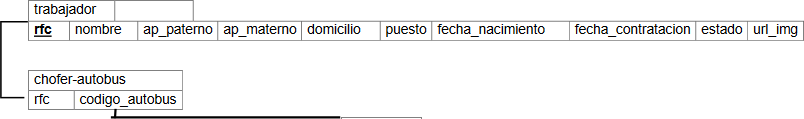 trabajador
rfc nombre ap_paterno ap_materno domicilio puesto fecha_nacimiento fecha_contratacion estado url_img
chofer-autobus
rfc codigo_autobus